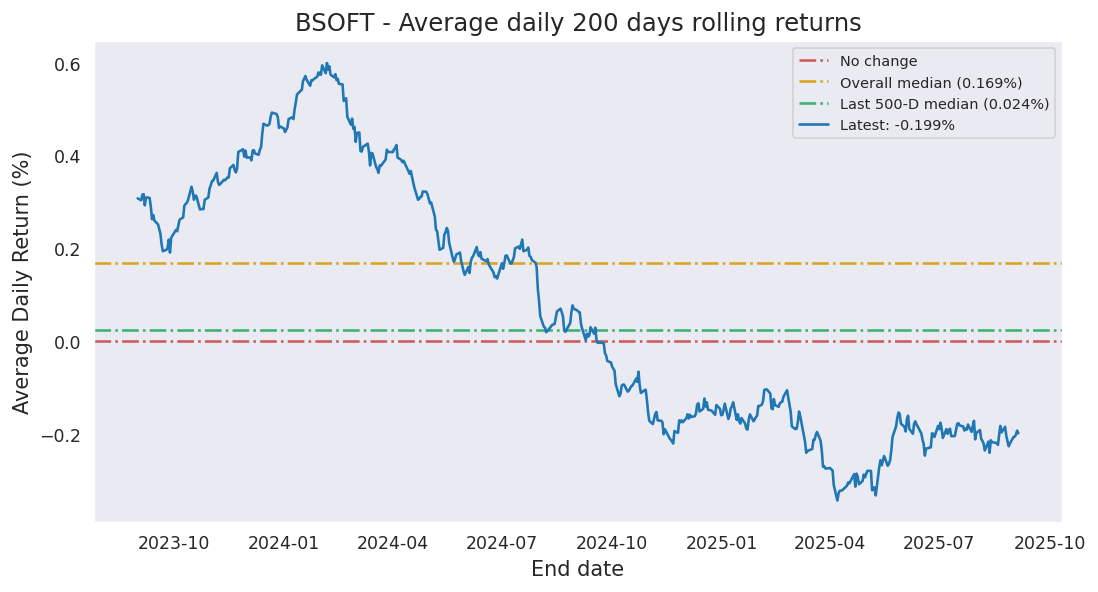 BSOFT - Average daily 200 days rolling returns
No change
Overall median (0.169%)
Last 500-D median (0.024%)
Latest: -0.199%
Average Daily Return (%)
0.6
0.4
0.2
0.0
−0.2
2023-10
2024-01
2024-04
2024-07
2024-10
2025-01
2025-04
2025-07
2025-10
End date